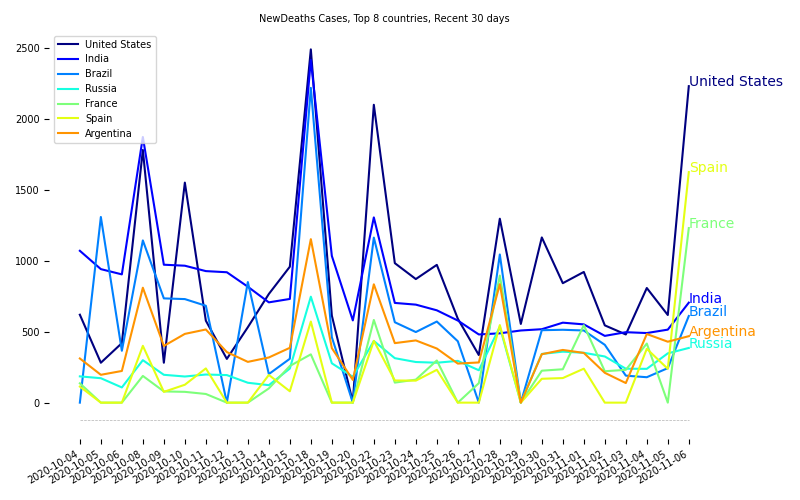 NewDeaths Cases, Top 8 countries, Recent 30 days
United States
India
Brazil
Russia
France
Spain
Argentina
2500
2000
1500
1000
500
0
United States
Spain
France
India
Brazil
Argentina
Russia
2020-10-04
2020-10-05
2020-10-06
2020-10-08
2020-10-09
2020-10-10
2020-10-11
2020-10-12
2020-10-13
2020-10-14
2020-10-15
2020-10-18
2020-10-19
2020-10-20
2020-10-22
2020-10-23
2020-10-24
2020-10-25
2020-10-26
2020-10-27
2020-10-28
2020-10-29
2020-10-30
2020-10-31
2020-11-01
2020-11-02
2020-11-03
2020-11-04
2020-11-05
2020-11-06